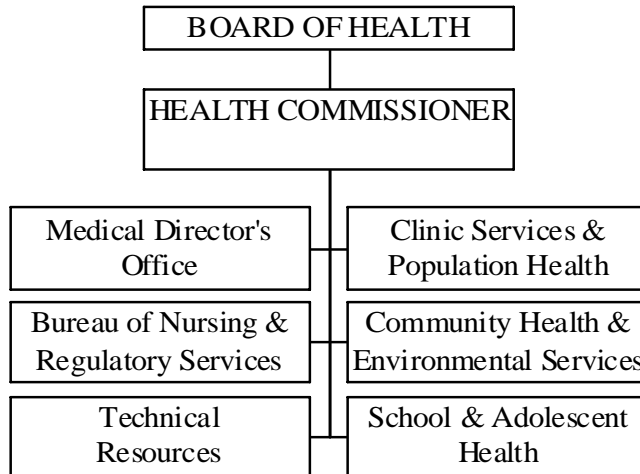 BOARD OF HEALTH
HEALTH COMMISSIONER
Medical Director's
Office
Clinic Services &
Population Health
Bureau of Nursing &
Regulatory Services
Community Health &
Environmental Services
Technical
Resources
School & Adolescent
Health